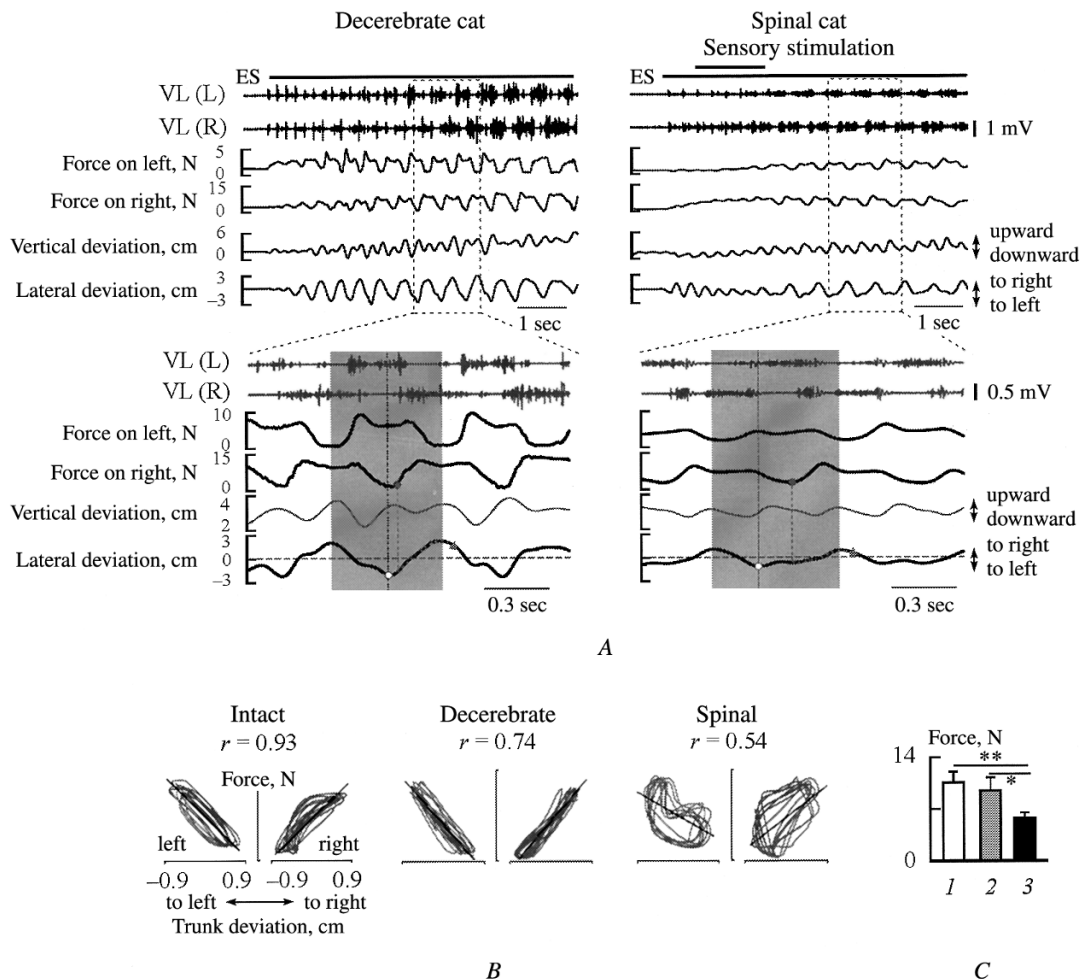 Decerebrate cat
Spinal cat
Sensory stimulation
ES
ES
VL (L)
VL (R)
1 mV
Force on left, N
5
0
Force on right, N
15
0
Vertical deviation, cm
6
0
upward
downward
Lateral deviation, cm
3
−3
to right
to left
1 sec
1 sec
VL (L)
VL (R)
0.5 mV
Force on left, N
10
0
Force on right, N
15
0
Vertical deviation, cm
4
2
upward
downward
Lateral deviation, cm
3
0
−3
to right
to left
0.3 sec
0.3 sec
A
Intact
r = 0.93
Decerebrate
r = 0.74
Spinal
r = 0.54
Force, N
left
right
−0.9 0.9 −0.9 0.9
to left to right
Trunk deviation, cm
B
Force, N
14
**
*
0
1 2 3
C